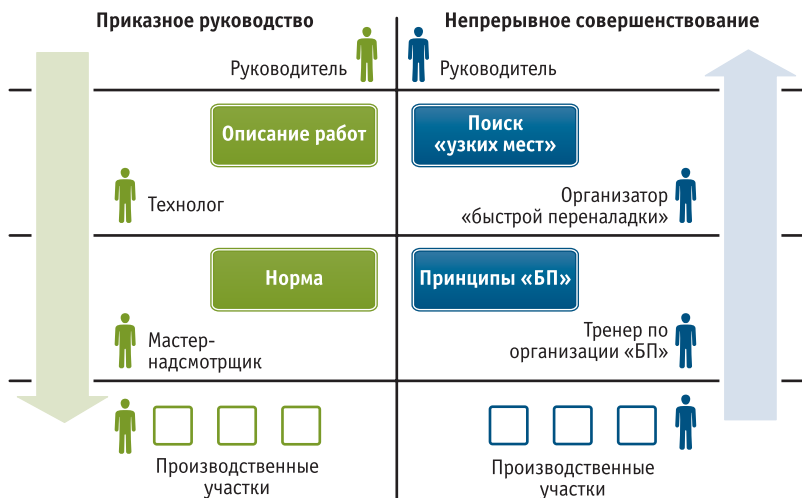 Приказное руководство
Непрерывное совершенствование
Руководитель
Руководитель
Описание работ
Поиск
«узких мест»
Технолог
Организатор
«быстрой переналадки»
Норма
Принципы «БП»
Мастер-
надсмотрщик
Тренер по
организации «БП»
Производственные
участки
Производственные
участки